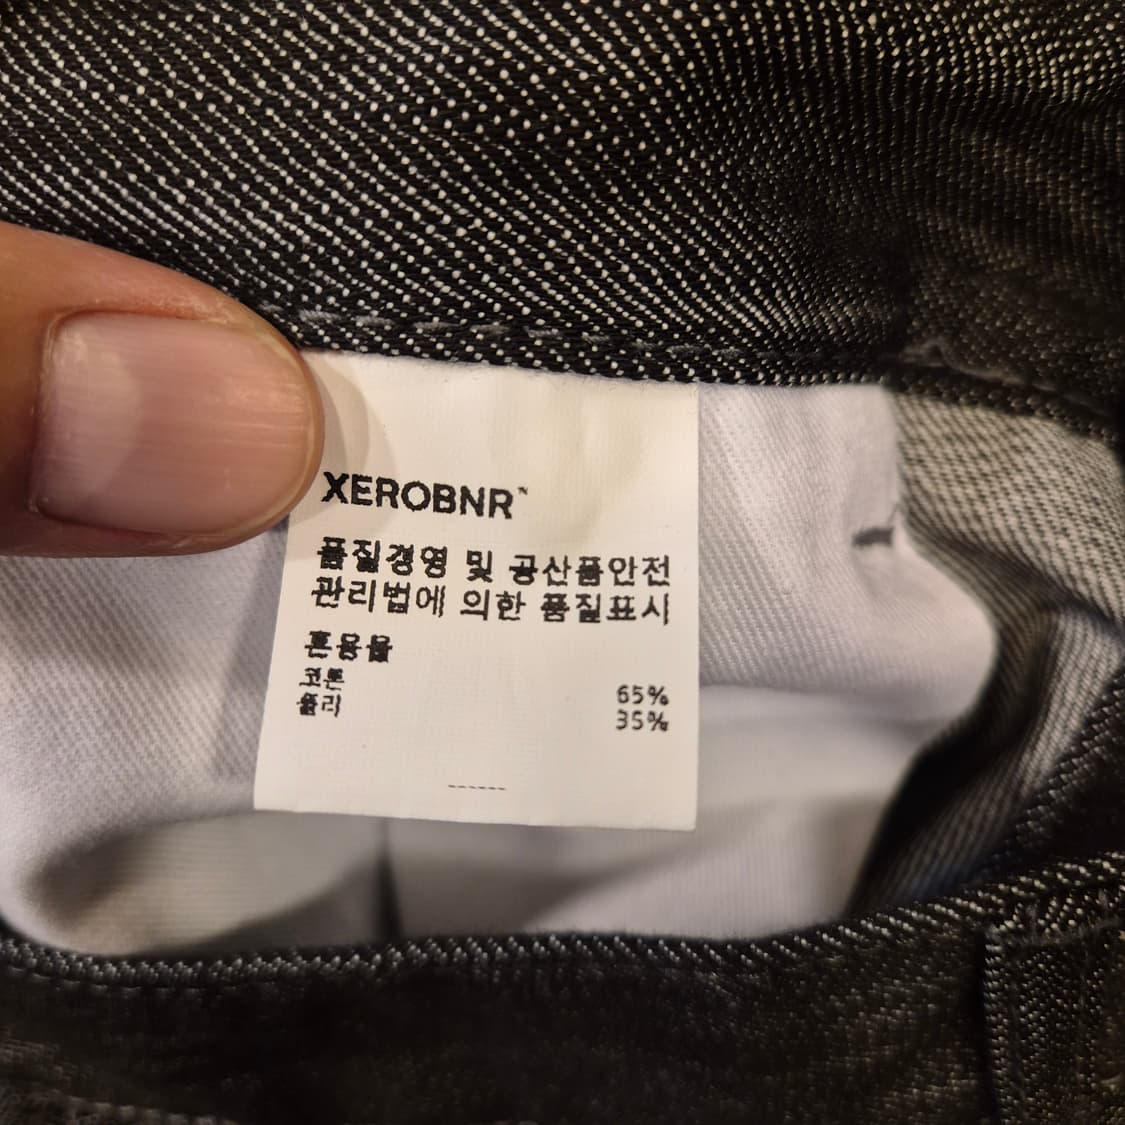 XEROBNR™
품질경영 및 공산품안전
관리법에 의한 품질표시
혼용율
코튼 65%
폴리 35%